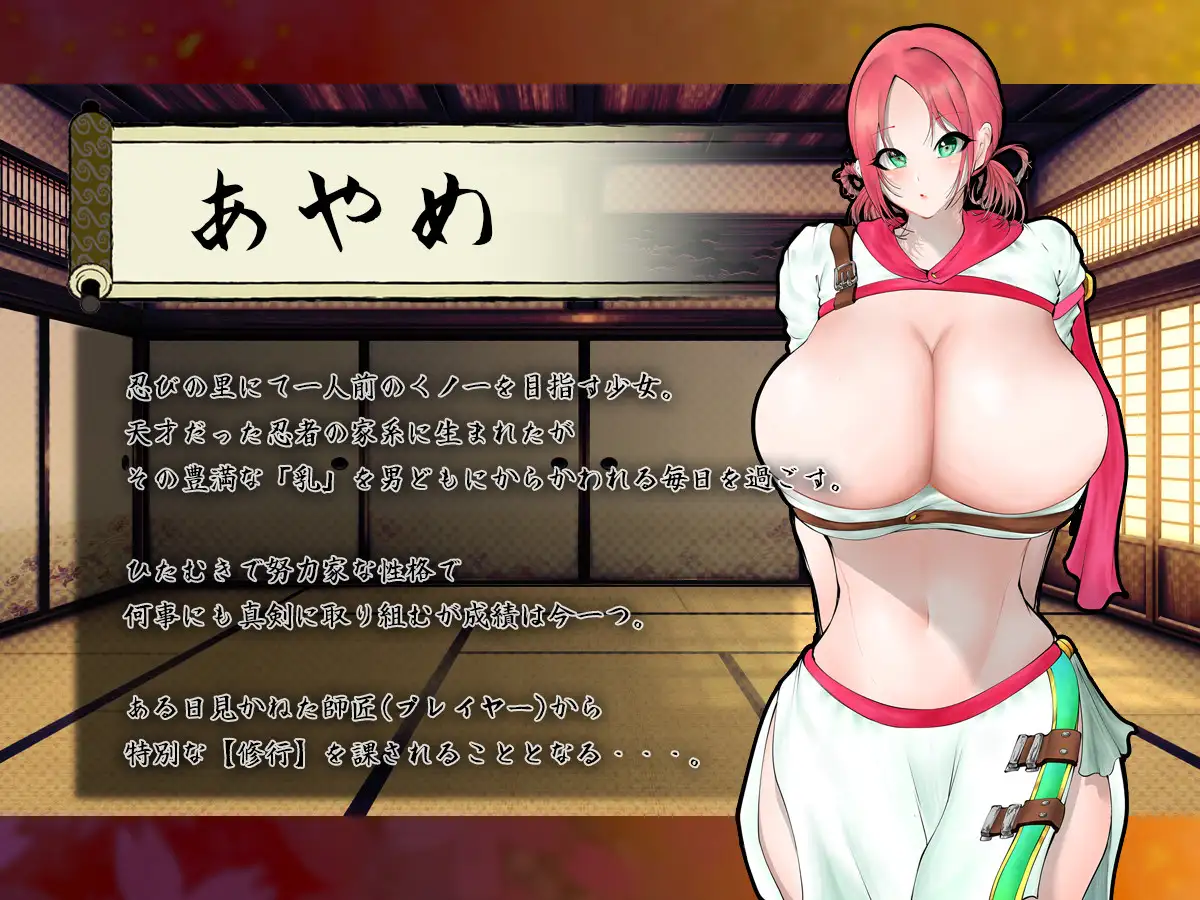 あやめ
忍びの里にて一人前のくノ一を目指す少女。
天才だった忍者の家系に生まれたが
その豊満な「乳」を男どもにからかわれる毎日を過ごす。
ひたむきで努力家な性格で
何事にも真剣に取り組むが成績は今一つ。
ある日見かねた師匠(プレイヤー)から
特別な【修行】を課されることとなる・・・。